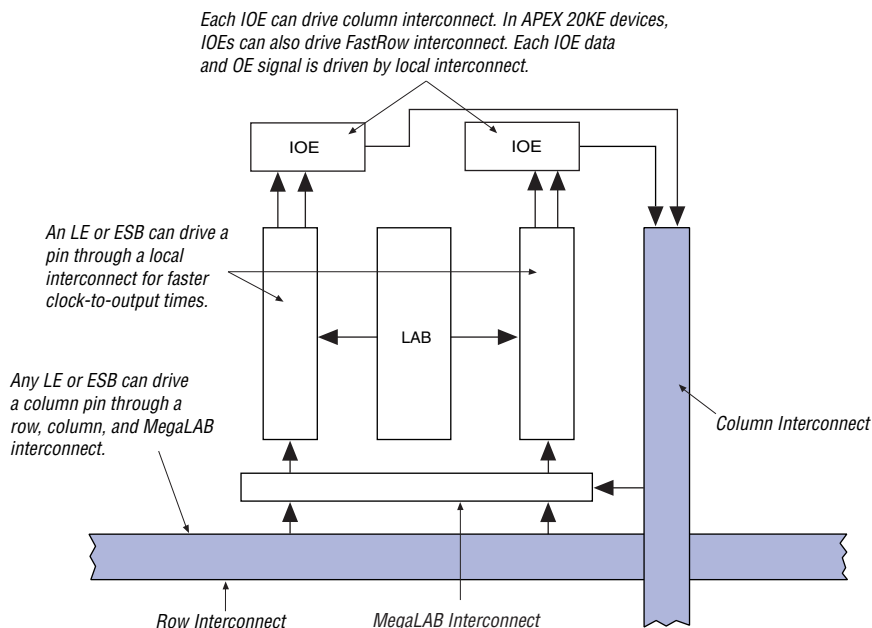 Each IOE can drive column interconnect. In APEX 20KE devices,
IOEs can also drive FastRow interconnect. Each IOE data
and OE signal is driven by local interconnect.
IOE
IOE
An LE or ESB can drive a
pin through a local
interconnect for faster
clock-to-output times.
LAB
Any LE or ESB can drive
a column pin through a
row, column, and MegaLAB
interconnect.
Column Interconnect
Row Interconnect
MegaLAB Interconnect